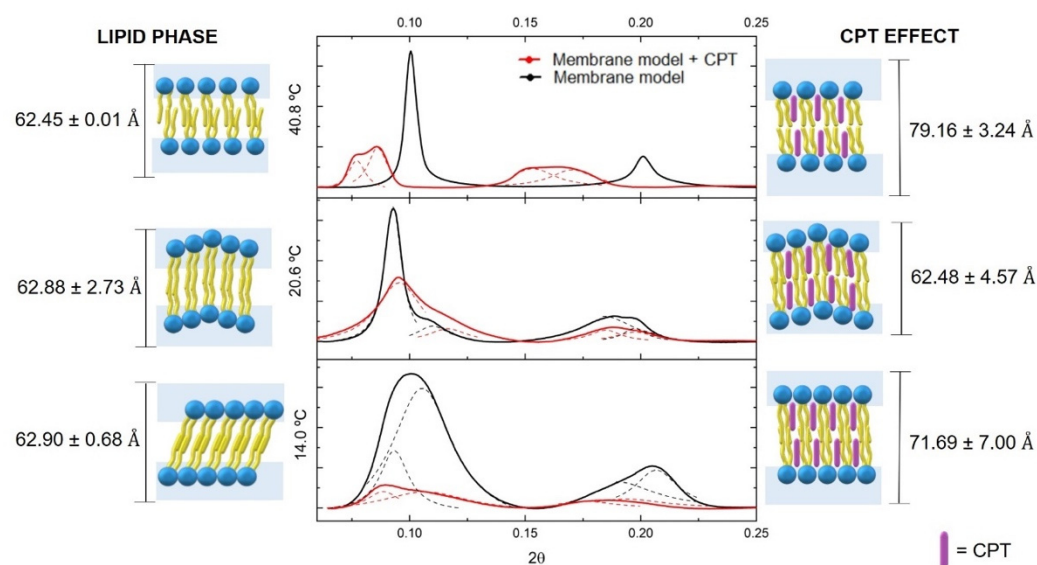 LIPID PHASE
CPT EFFECT
0.10 0.15 0.20 0.25
Membrane model + CPT
Membrane model
40.8 ºC
62.45 ± 0.01 Å
79.16 ± 3.24 Å
20.6 ºC
62.88 ± 2.73 Å
62.48 ± 4.57 Å
14.0 ºC
62.90 ± 0.68 Å
71.69 ± 7.00 Å
0.10 0.15 0.20 0.25
2θ
= CPT